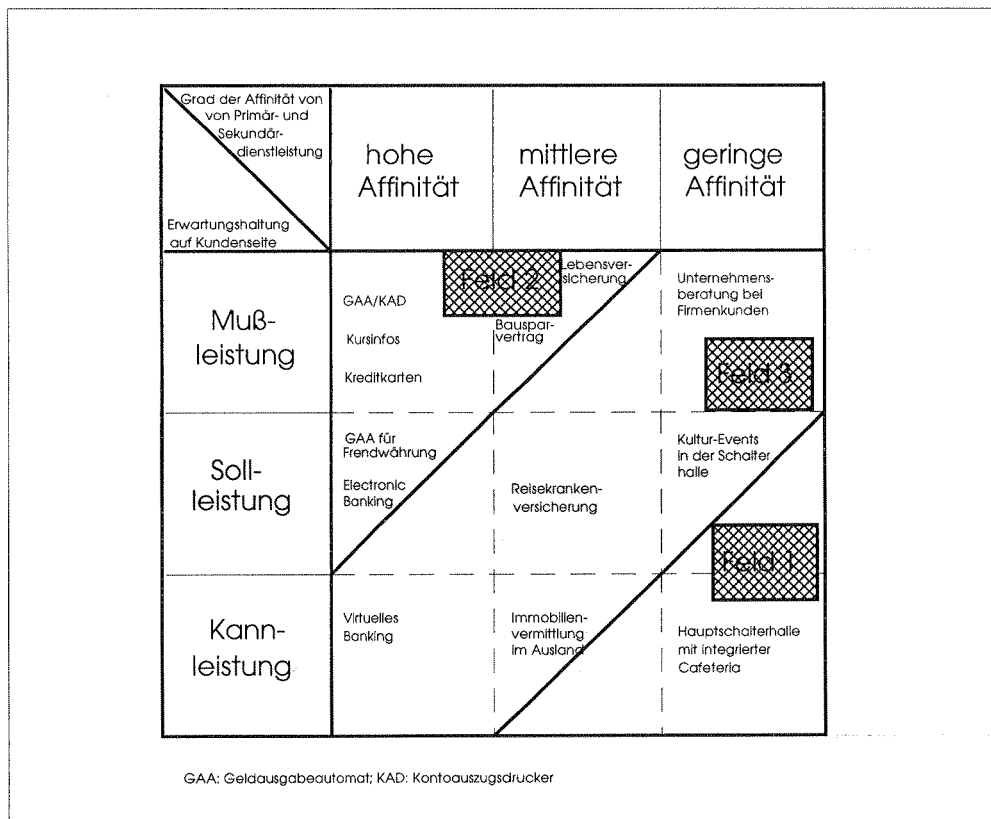 Grad der Affinität von
von Primär- und
Sekundär-
dienstleistung
Erwartungshaltung
auf Kundenseite
hohe
Affinität
mittlere
Affinität
geringe
Affinität
Muß-
leistung
GAA/KAD
Kursinfos
Kreditkarten
Feld 2
Lebensver-
sicherung
Bauspar-
vertrag
Unternehmens-
beratung bei
Firmenkunden
Feld 3
Soll-
leistung
GAA für
Frendwährung
Electronic
Banking
Reisekranken-
versicherung
Kultur-Events
in der Schalter
halle
Feld 1
Kann-
leistung
Virtuelles
Banking
Immobilien-
vermittlung
im Ausland
Hauptschalterhalle
mit integrierter
Cafeteria
GAA: Geldausgabeautomat; KAD: Kontoauszugsdrucker